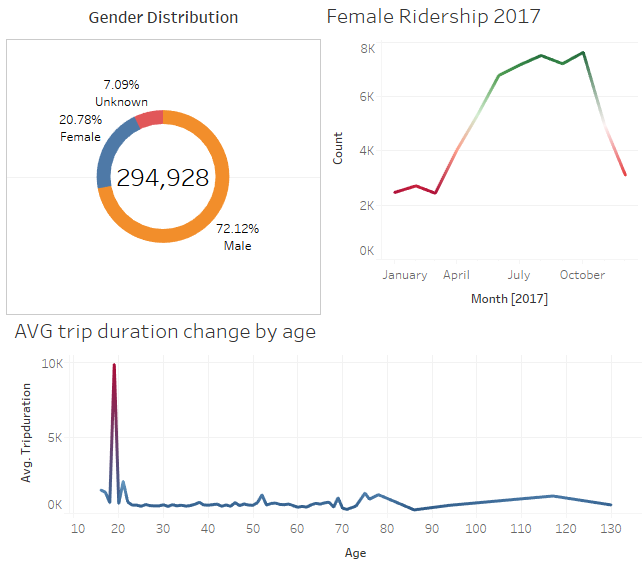 Gender Distribution
7.09%
Unknown
20.78%
Female
294,928
72.12%
Male
Female Ridership 2017
8K
6K
4K
2K
0K
Count
January April July October
Month [2017]
AVG trip duration change by age
10K
5K
0K
Avg. Tripduration
10 20 30 40 50 60 70 80 90 100 110 120 130
Age